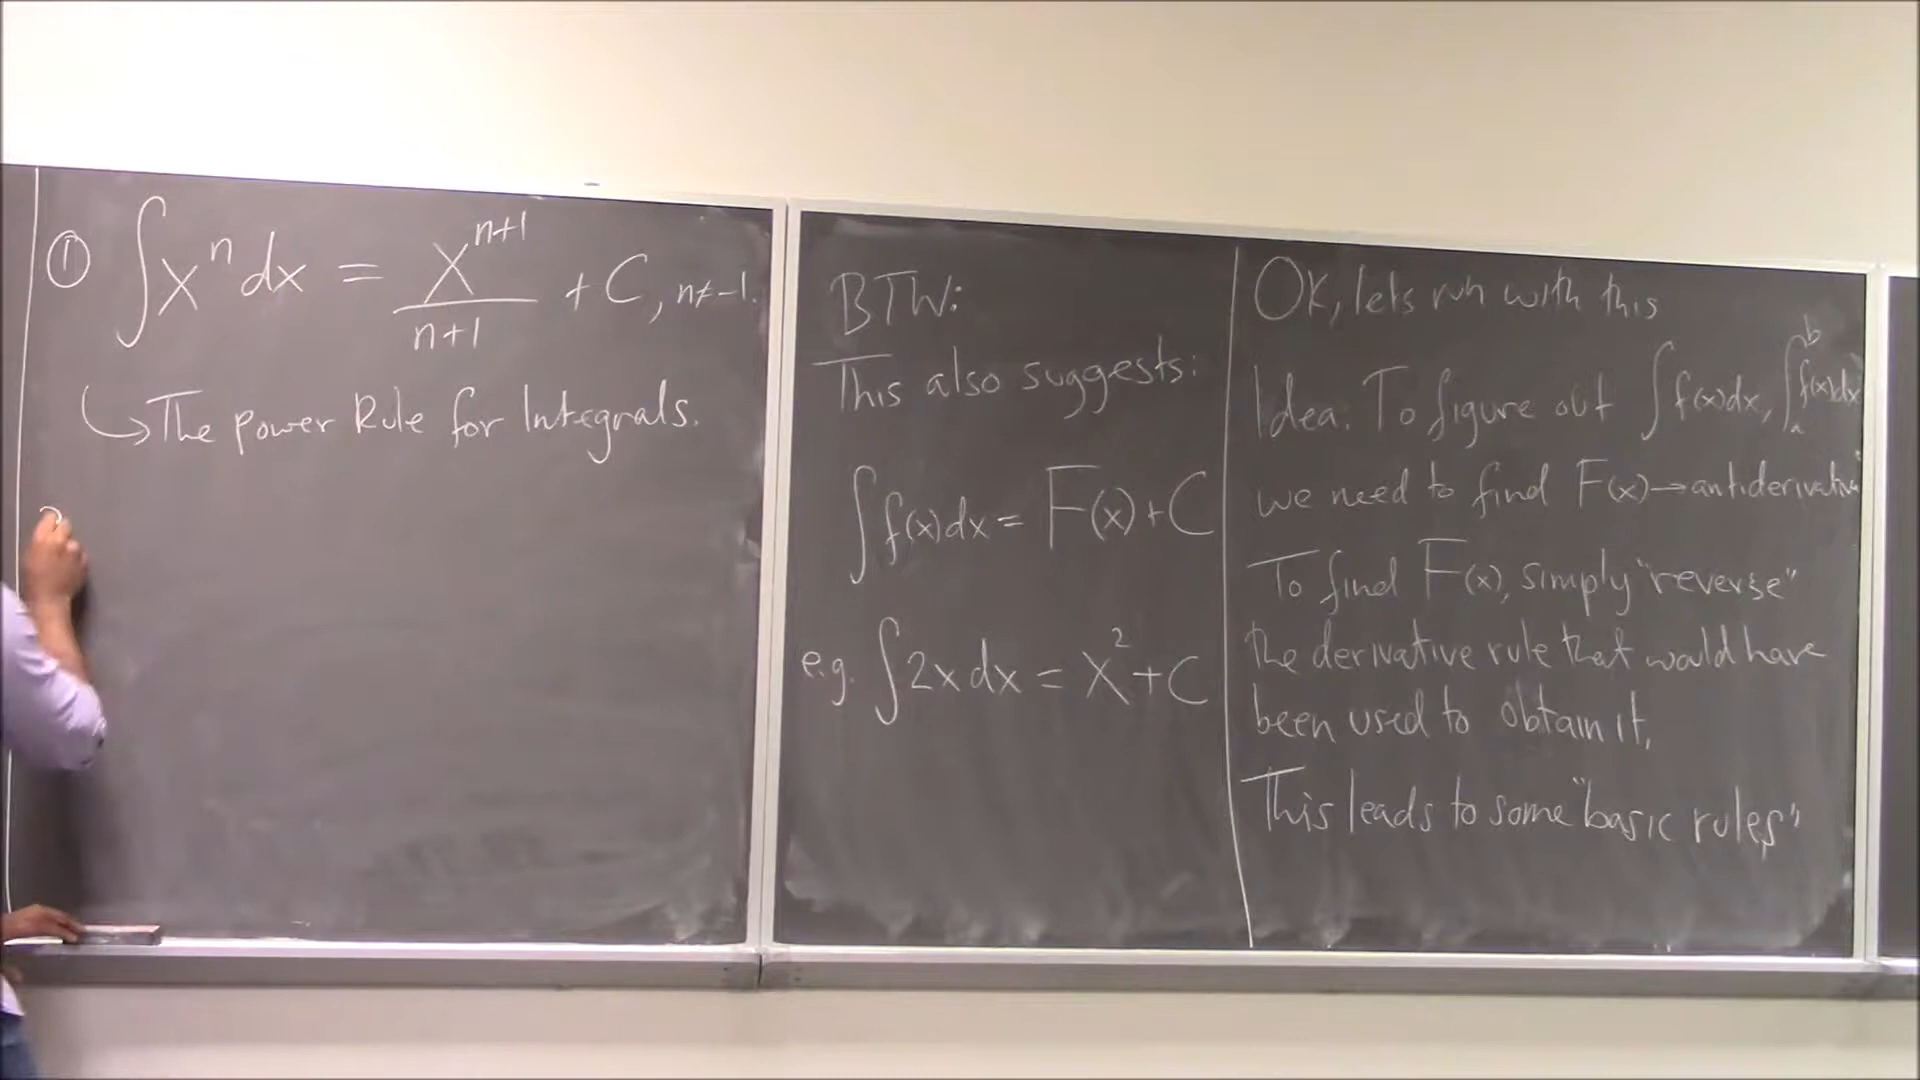 ① ∫xⁿdx = xⁿ⁺¹/(n+1) + C, n≠-1.
↳ The power Rule for Integrals.
BTW:
This also suggests:
∫f(x)dx = F(x)+C
e.g. ∫2xdx = x²+C
OK, lets run with this
Idea: To figure out ∫f(x)dx, ∫ₐᵇf(x)dx
we need to find F(x)→antiderivative
To find F(x), simply "reverse"
the derivative rule that would have
been used to obtain it.
This leads to some "basic rules"